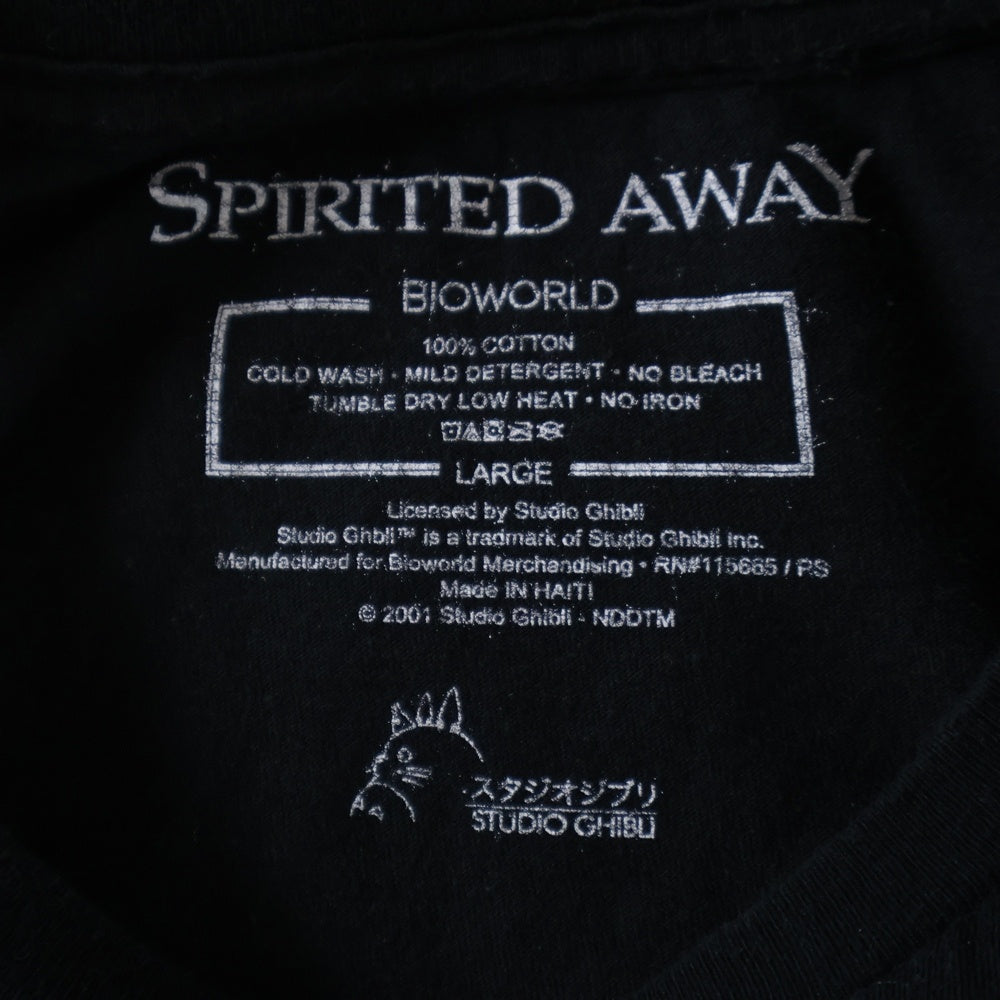 SPIRITED AWAY
BIOWORLD
100% COTTON
COLD WASH · MILD DETERGENT · NO BLEACH
TUMBLE DRY LOW HEAT · NO IRON
LARGE
Licensed by Studio Ghibli
Studio Ghbli™ is a tradmark of Studio Ghibli Inc.
Manufactured for Bioworld Merchandising · RN#115665 / PS
Made IN HAITI
© 2001 Studio Ghibli - NDDTM
スタジオジブリ
STUDIO GHIBLI